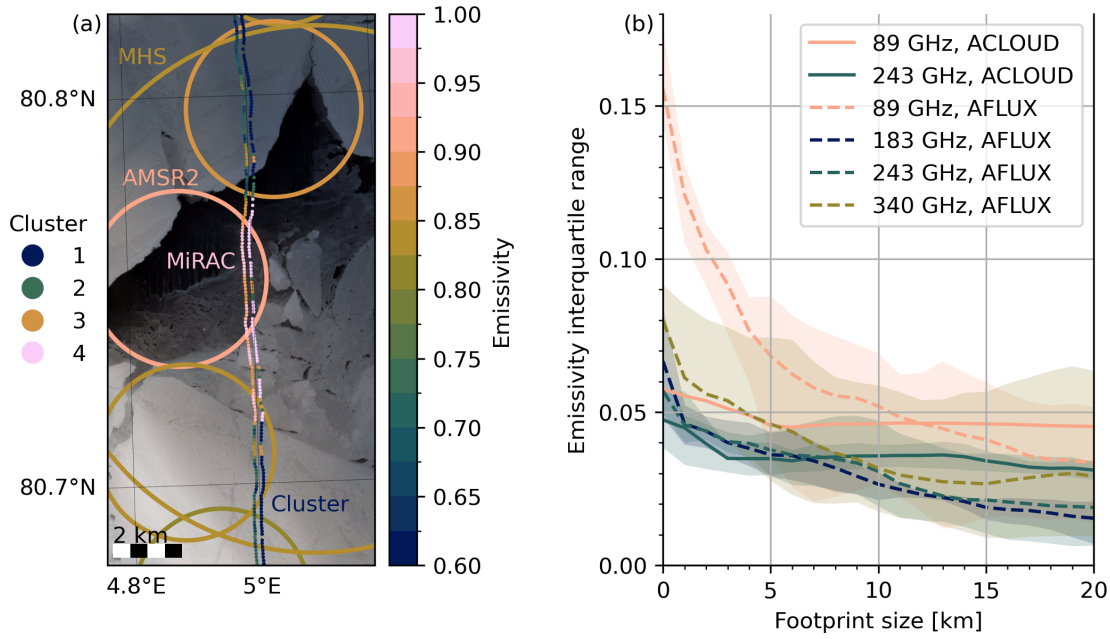 (a)
MHS
80.8°N
AMSR2
MiRAC
80.7°N
Cluster
2 km
4.8°E
5°E
Cluster
1
2
3
4
1.00
0.95
0.90
0.85
0.80
0.75
0.70
0.65
0.60
Emissivity
(b)
89 GHz, ACLOUD
243 GHz, ACLOUD
89 GHz, AFLUX
183 GHz, AFLUX
243 GHz, AFLUX
340 GHz, AFLUX
0.15
0.10
0.05
0.00
Emissivity interquartile range
0
5
10
15
20
Footprint size [km]